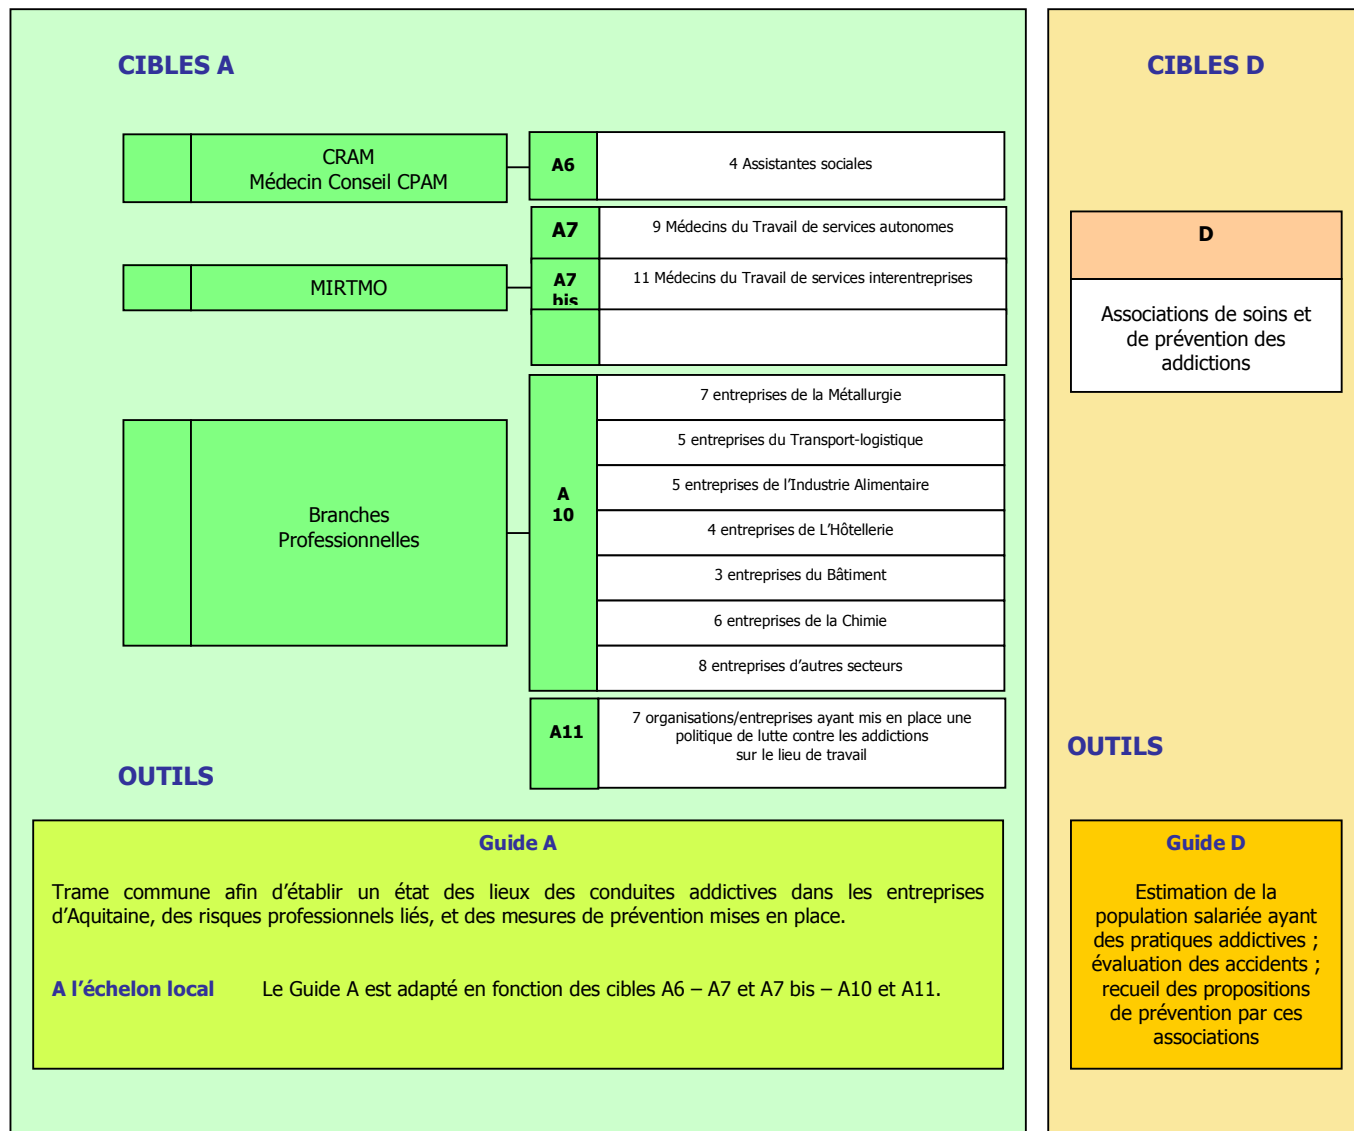 CIBLES A
CRAM
Médecin Conseil CPAM
A6
4 Assistantes sociales
A7
9 Médecins du Travail de services autonomes
MIRTMO
A7
bis
11 Médecins du Travail de services interentreprises
Branches
Professionnelles
A
10
7 entreprises de la Métallurgie
5 entreprises du Transport-logistique
5 entreprises de l’Industrie Alimentaire
4 entreprises de L’Hôtellerie
3 entreprises du Bâtiment
6 entreprises de la Chimie
8 entreprises d’autres secteurs
A11
7 organisations/entreprises ayant mis en place une
politique de lutte contre les addictions
sur le lieu de travail
OUTILS
Guide A
Trame commune afin d’établir un état des lieux des conduites addictives dans les entreprises
d’Aquitaine, des risques professionnels liés, et des mesures de prévention mises en place.
A l’échelon local Le Guide A est adapté en fonction des cibles A6 – A7 et A7 bis – A10 et A11.
CIBLES D
D
Associations de soins et
de prévention des
addictions
OUTILS
Guide D
Estimation de la
population salariée ayant
des pratiques addictives ;
évaluation des accidents ;
recueil des propositions
de prévention par ces
associations